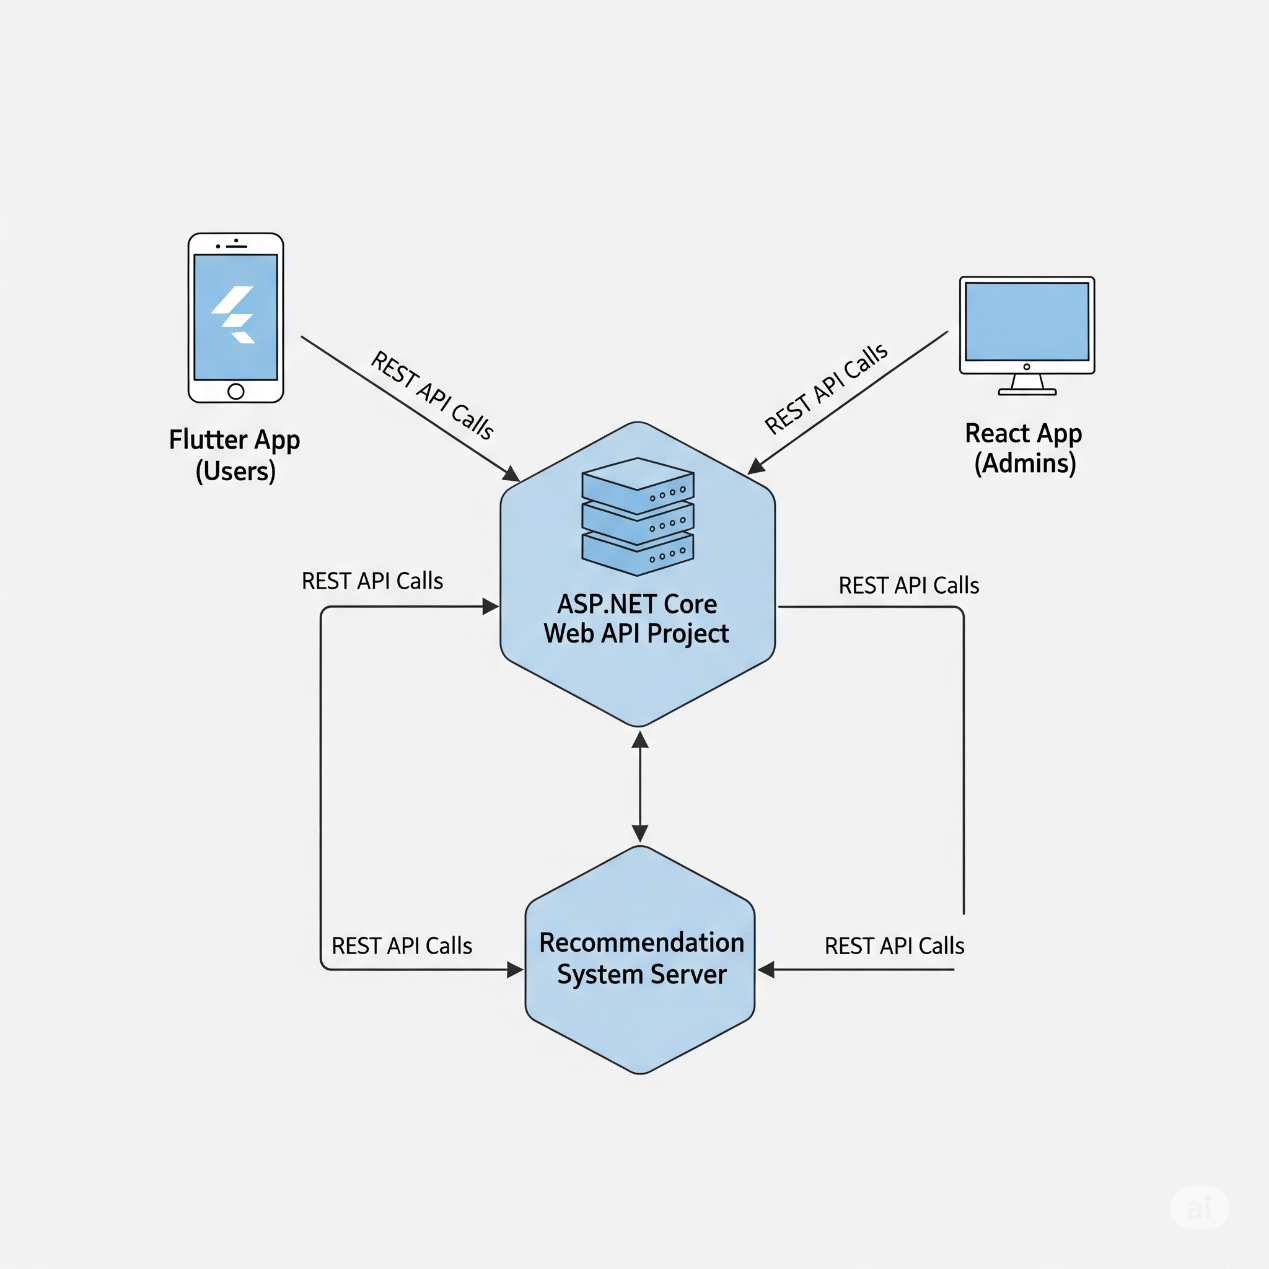 REST API Calls
REST API Calls
Flutter App
(Users)
React App
(Admins)
REST API Calls
REST API Calls
ASP.NET Core
Web API Project
REST API Calls
REST API Calls
Recommendation
System Server
ai